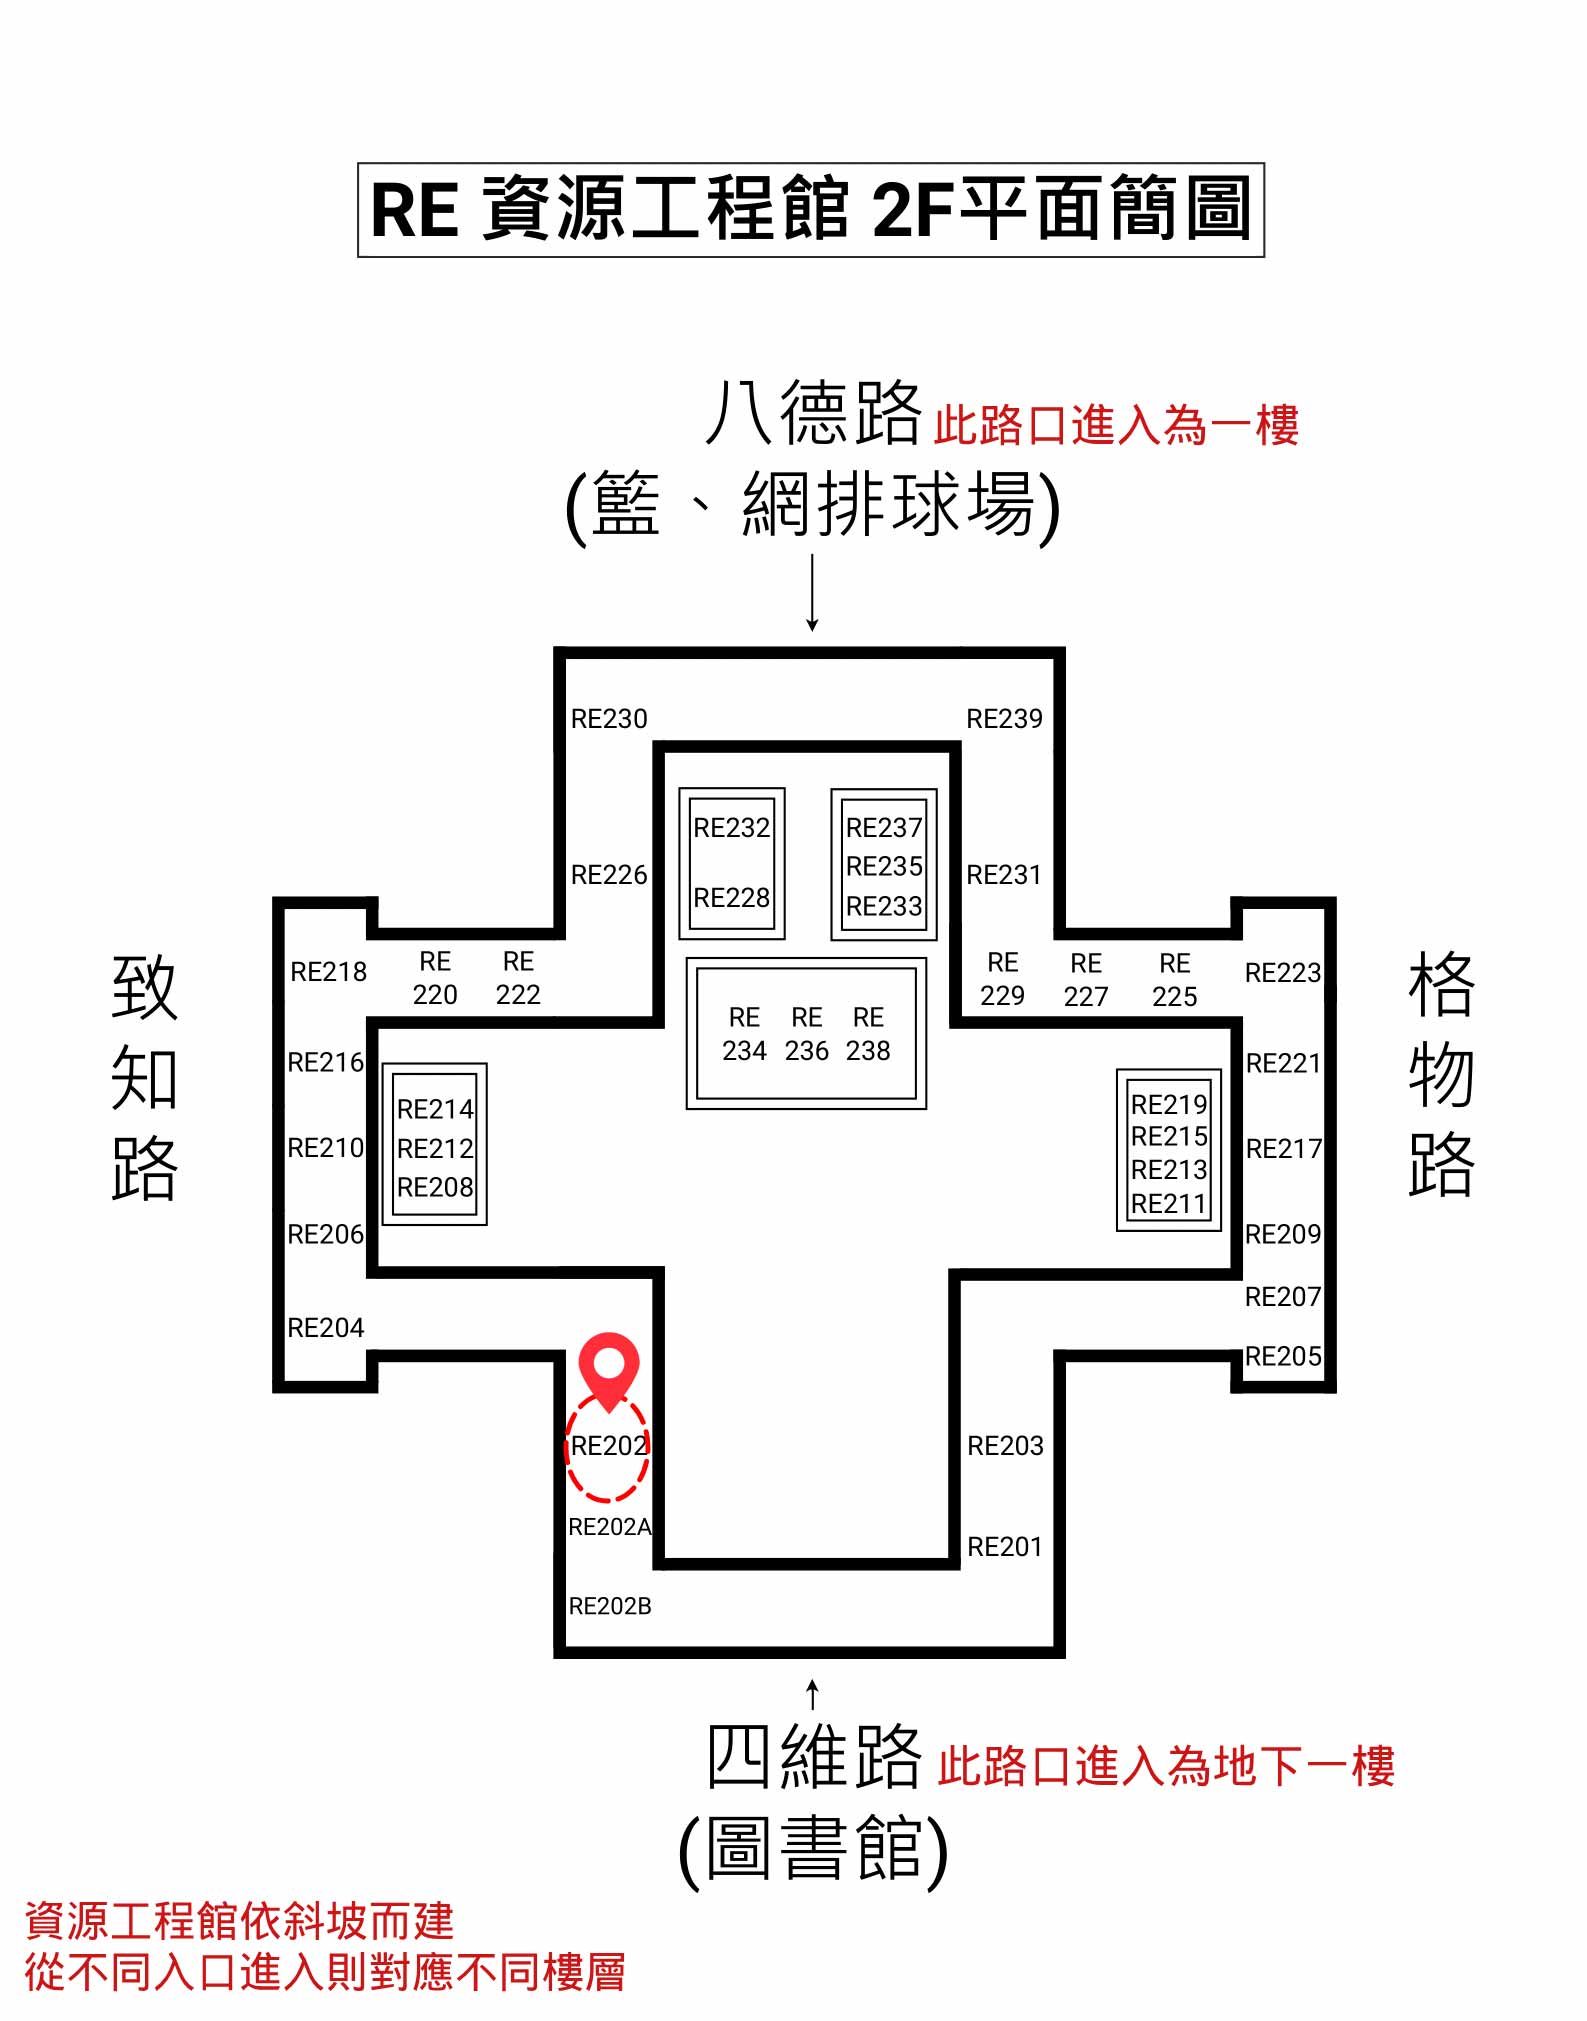 RE 資源工程館 2F平面簡圖
八德路 此路口進入為一樓
(籃、網排球場)
RE230
RE239
RE232
RE237
RE235
RE226
RE228
RE233
RE231
致知路
格物路
RE218
RE 220
RE 222
RE 229
RE 227
RE 225
RE223
RE 234
RE 236
RE 238
RE216
RE221
RE214
RE212
RE208
RE219
RE215
RE213
RE211
RE210
RE217
RE206
RE209
RE207
RE204
RE205
RE202
RE203
RE202A
RE201
RE202B
四維路 此路口進入為地下一樓
(圖書館)
資源工程館依斜坡而建
從不同入口進入則對應不同樓層